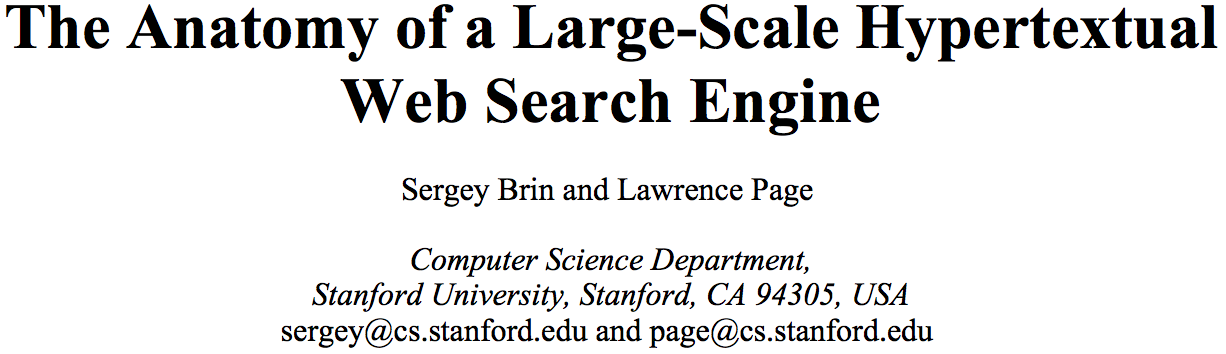 The Anatomy of a Large-Scale Hypertextual
Web Search Engine
Sergey Brin and Lawrence Page
Computer Science Department,
Stanford University, Stanford, CA 94305, USA
sergey@cs.stanford.edu and page@cs.stanford.edu